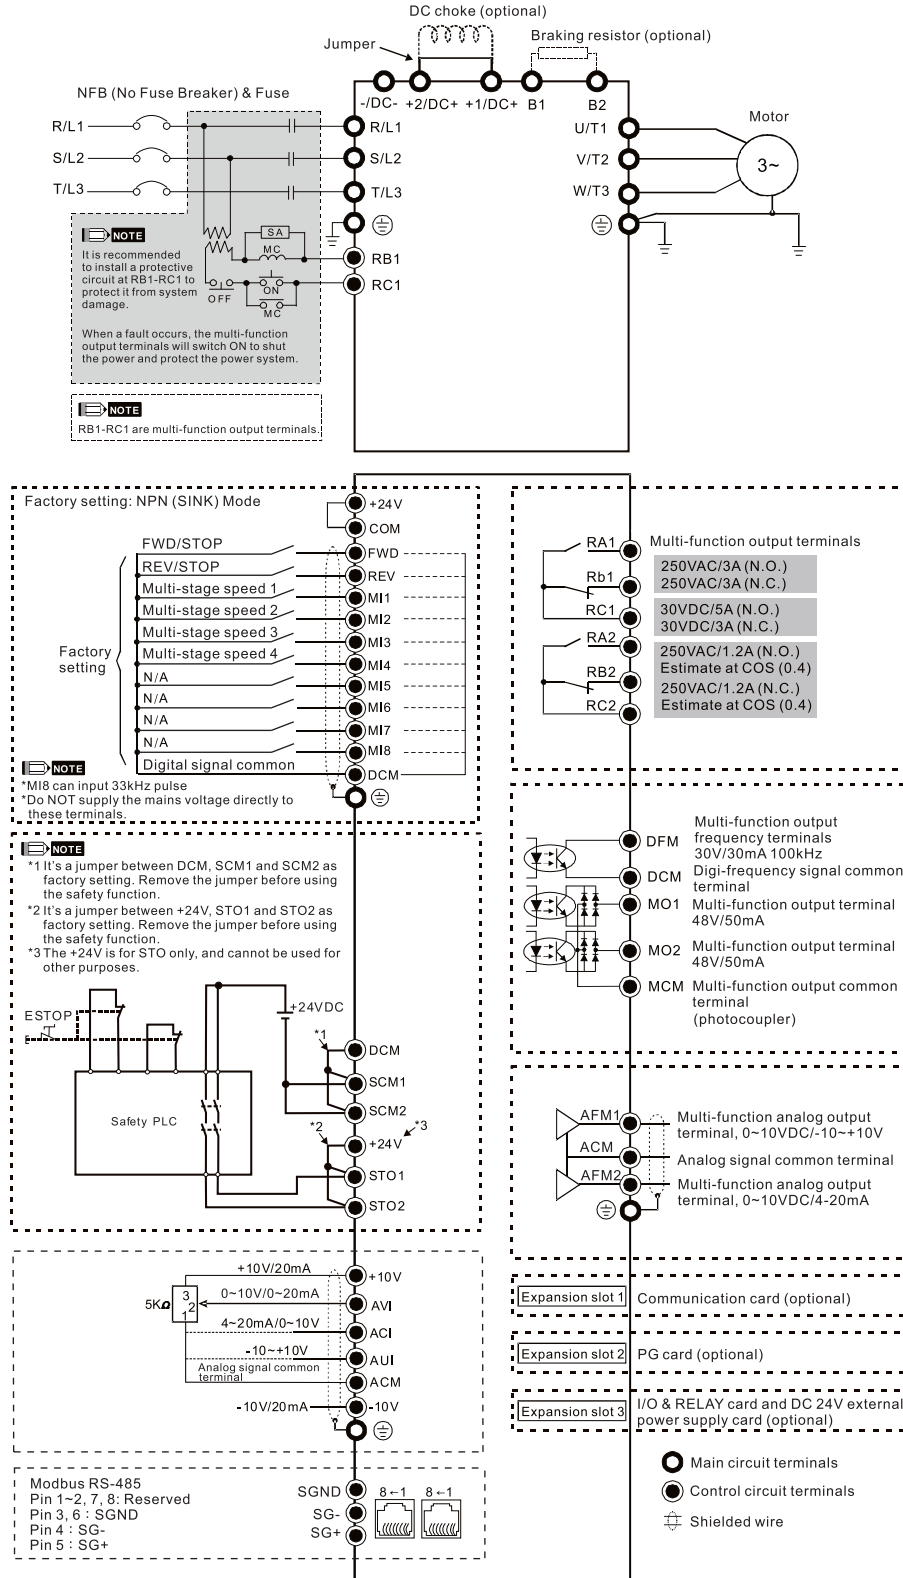 DC choke (optional)
Jumper
Braking resistor (optional)
NFB (No Fuse Breaker) & Fuse
-/DC- +2/DC+ +1/DC+ B1 B2
R/L1
S/L2
T/L3
R/L1
S/L2
T/L3
RB1
RC1
U/T1
V/T2
W/T3
Motor
3~
SA
MC
ON
OFF
MC
NOTE
It is recommended
to install a protective
circuit at RB1-RC1 to
protect it from system
damage.
When a fault occurs, the multi-function
output terminals will switch ON to shut
the power and protect the power system.
NOTE
RB1-RC1 are multi-function output terminals.
Factory setting: NPN (SINK) Mode
+24V
COM
FWD/STOP
FWD
REV/STOP
REV
Multi-stage speed 1
MI1
Multi-stage speed 2
MI2
Multi-stage speed 3
MI3
Multi-stage speed 4
MI4
N/A
MI5
N/A
MI6
N/A
MI7
N/A
MI8
Digital signal common
DCM
Factory
setting
NOTE
*MI8 can input 33kHz pulse
*Do NOT supply the mains voltage directly to
these terminals.
RA1
Rb1
RC1
RA2
RB2
RC2
Multi-function output terminals
250VAC/3A (N.O.)
250VAC/3A (N.C.)
30VDC/5A (N.O.)
30VDC/3A (N.C.)
250VAC/1.2A (N.O.)
Estimate at COS (0.4)
250VAC/1.2A (N.C.)
Estimate at COS (0.4)
NOTE
*1 It's a jumper between DCM, SCM1 and SCM2 as
factory setting. Remove the jumper before using
the safety function.
*2 It's a jumper between +24V, STO1 and STO2 as
factory setting. Remove the jumper before using
the safety function.
*3 The +24V is for STO only, and cannot be used for
other purposes.
ESTOP
Safety PLC
+24VDC
*1
DCM
SCM1
SCM2
*2
*3
+24V
STO1
STO2
DFM
Multi-function output
frequency terminals
30V/30mA 100kHz
DCM
Digi-frequency signal common
terminal
MO1
Multi-function output terminal
48V/50mA
MO2
Multi-function output terminal
48V/50mA
MCM
Multi-function output common
terminal
(photocoupler)
AFM1
Multi-function analog output
terminal, 0~10VDC/-10~+10V
ACM
Analog signal common terminal
AFM2
Multi-function analog output
terminal, 0~10VDC/4-20mA
+10V/20mA
+10V
5KΩ
3
2
1
0~10V/0~20mA
AVI
4~20mA/0~10V
ACI
-10~+10V
AUI
Analog signal common
terminal
ACM
-10V/20mA
-10V
Expansion slot 1
Communication card (optional)
Expansion slot 2
PG card (optional)
Expansion slot 3
I/O & RELAY card and DC 24V external
power supply card (optional)
Modbus RS-485
Pin 1~2, 7, 8: Reserved
Pin 3, 6 : SGND
Pin 4 : SG-
Pin 5 : SG+
SGND
SG-
SG+
8←1
8←1
Main circuit terminals
Control circuit terminals
Shielded wire